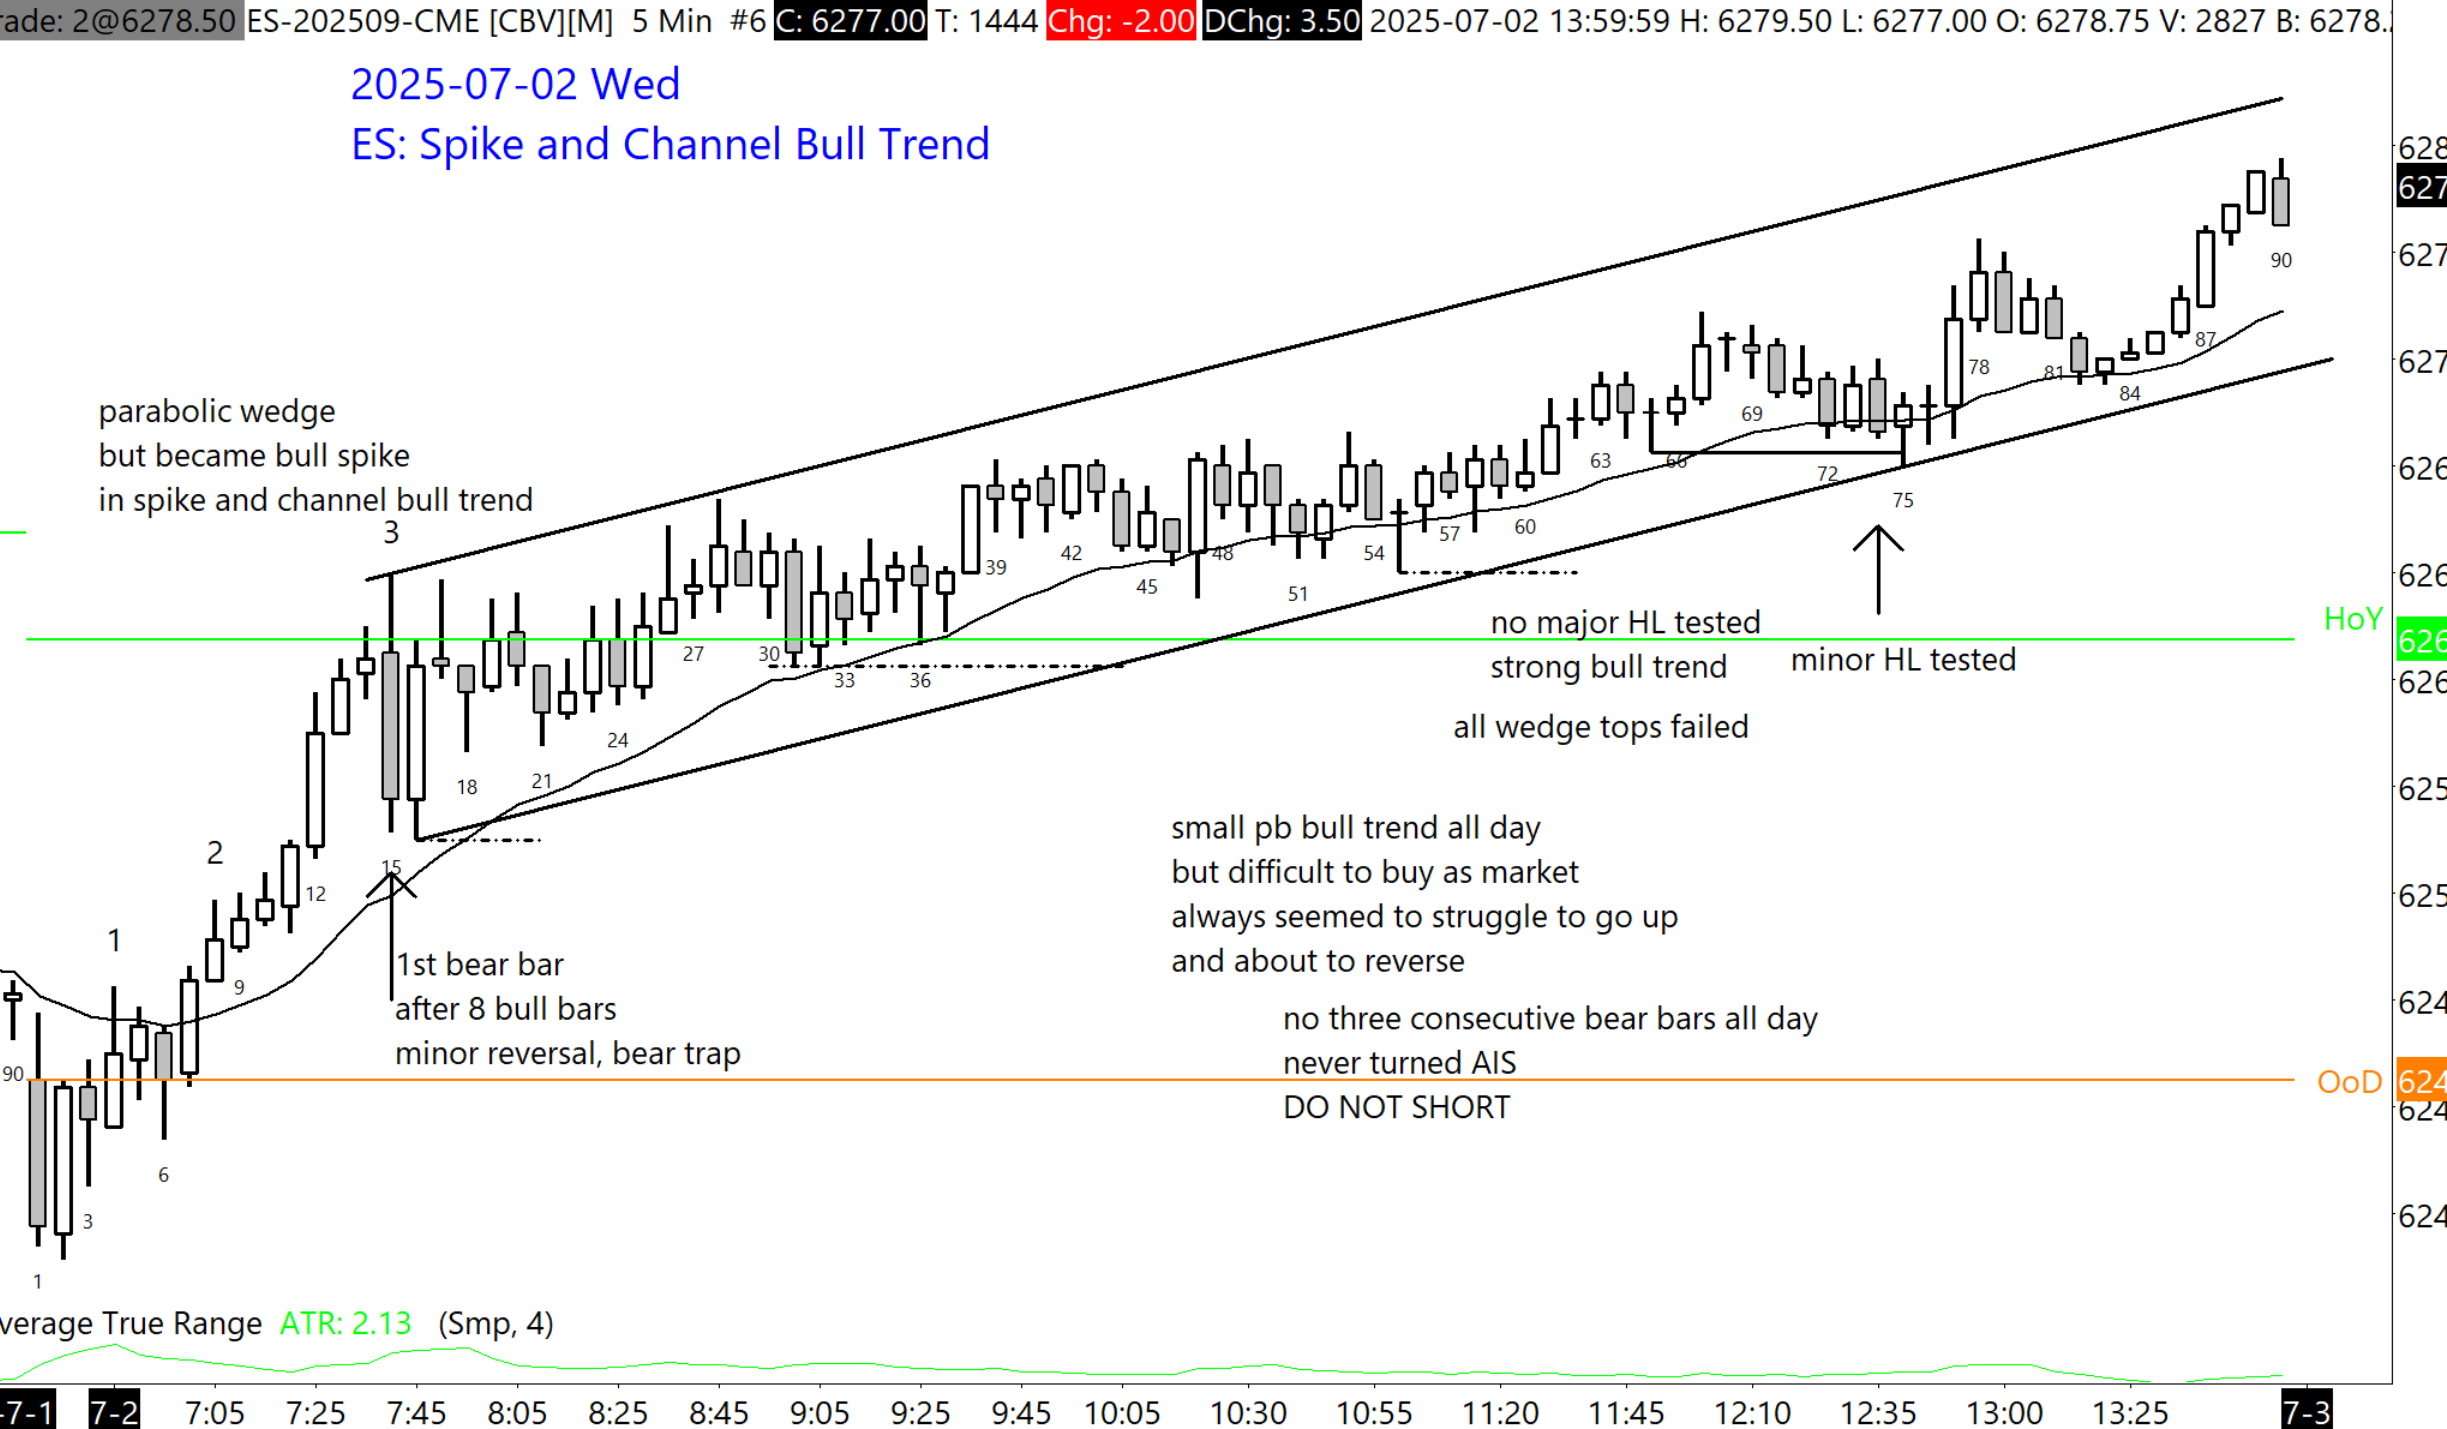 rade: 2@6278.50 ES-202509-CME [CBV][M] 5 Min #6 C: 6277.00 T: 1444 Chg: -2.00 DChg: 3.50 2025-07-02 13:59:59 H: 6279.50 L: 6277.00 O: 6278.75 V: 2827 B: 6278.
2025-07-02 Wed
ES: Spike and Channel Bull Trend
628
627
627
90
627
87
78
81
84
parabolic wedge
but became bull spike
in spike and channel bull trend
3
69
63
66
72
75
626
60
57
54
48
42
39
45
51
626
no major HL tested
strong bull trend
minor HL tested
HoY
626
626
27
30
33
36
24
18
21
all wedge tops failed
625
15
12
2
small pb bull trend all day
but difficult to buy as market
always seemed to struggle to go up
and about to reverse
625
1
9
1st bear bar
after 8 bull bars
minor reversal, bear trap
no three consecutive bear bars all day
never turned AIS
DO NOT SHORT
624
90
OoD
624
624
6
3
1
624
verage True Range ATR: 2.13 (Smp, 4)
-7-1 7-2 7:05 7:25 7:45 8:05 8:25 8:45 9:05 9:25 9:45 10:05 10:30 10:55 11:20 11:45 12:10 12:35 13:00 13:25 7-3